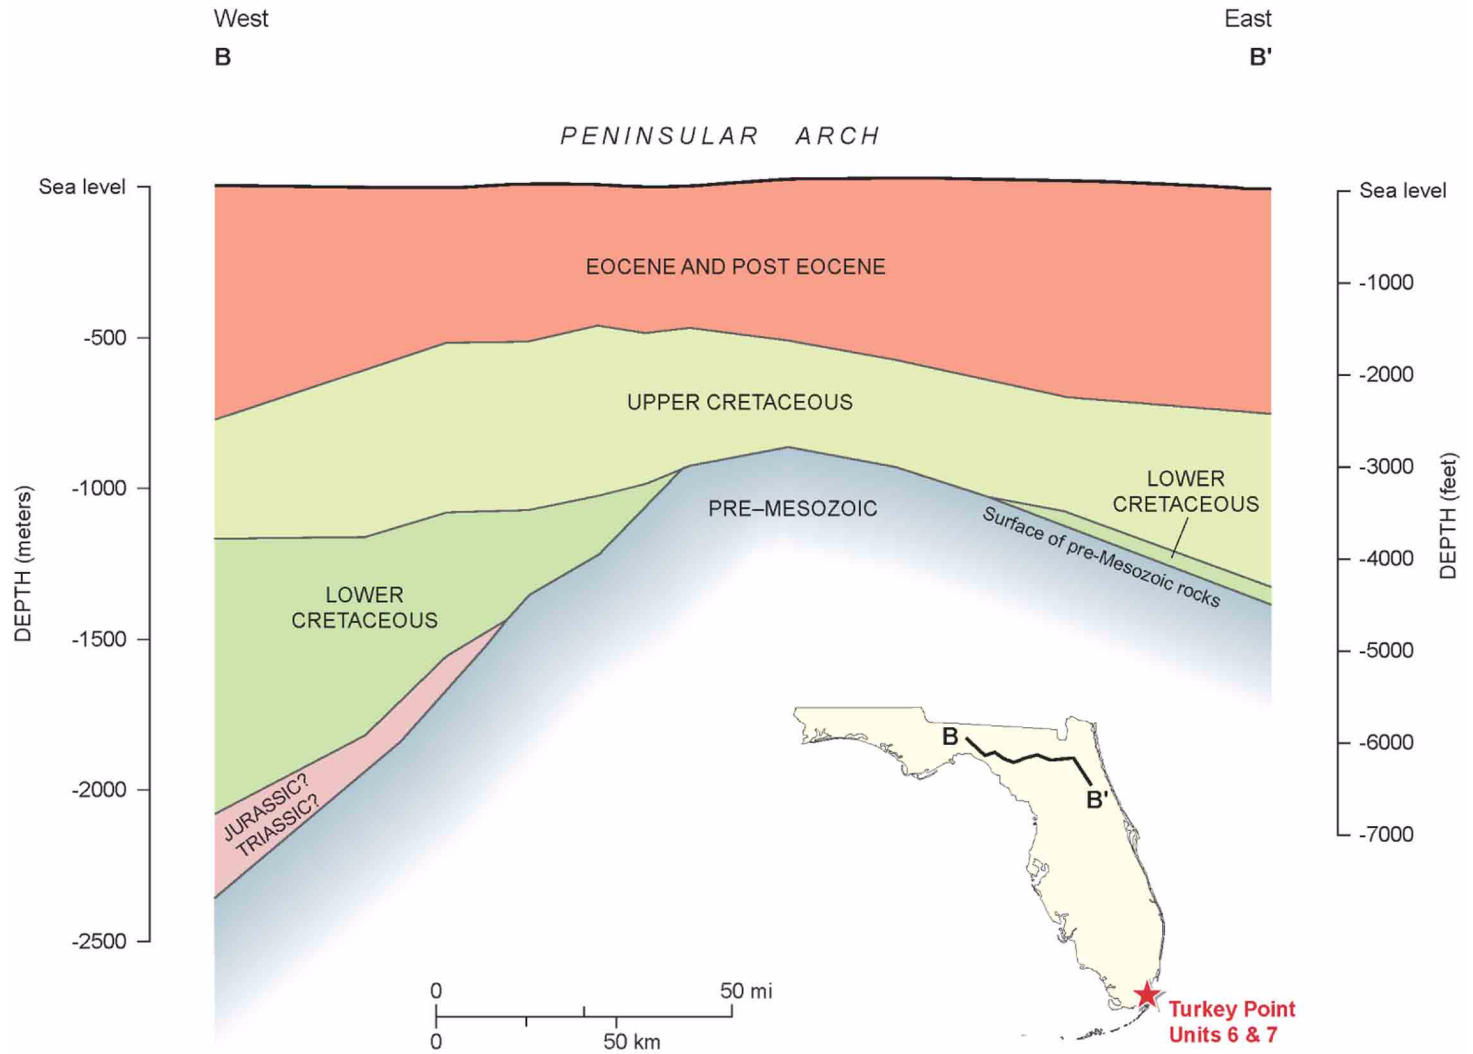 West
East
B
B'
PENINSULAR ARCH
Sea level
Sea level
EOCENE AND POST EOCENE
-1000
-500
-2000
UPPER CRETACEOUS
-3000
LOWER
CRETACEOUS
-1000
PRE–MESOZOIC
Surface of pre-Mesozoic rocks
DEPTH (meters)
DEPTH (feet)
-4000
LOWER
CRETACEOUS
-1500
-5000
B
-6000
-2000
JURASSIC?
TRIASSIC?
B'
-7000
-2500
0
50 mi
0
50 km
Turkey Point
Units 6 & 7